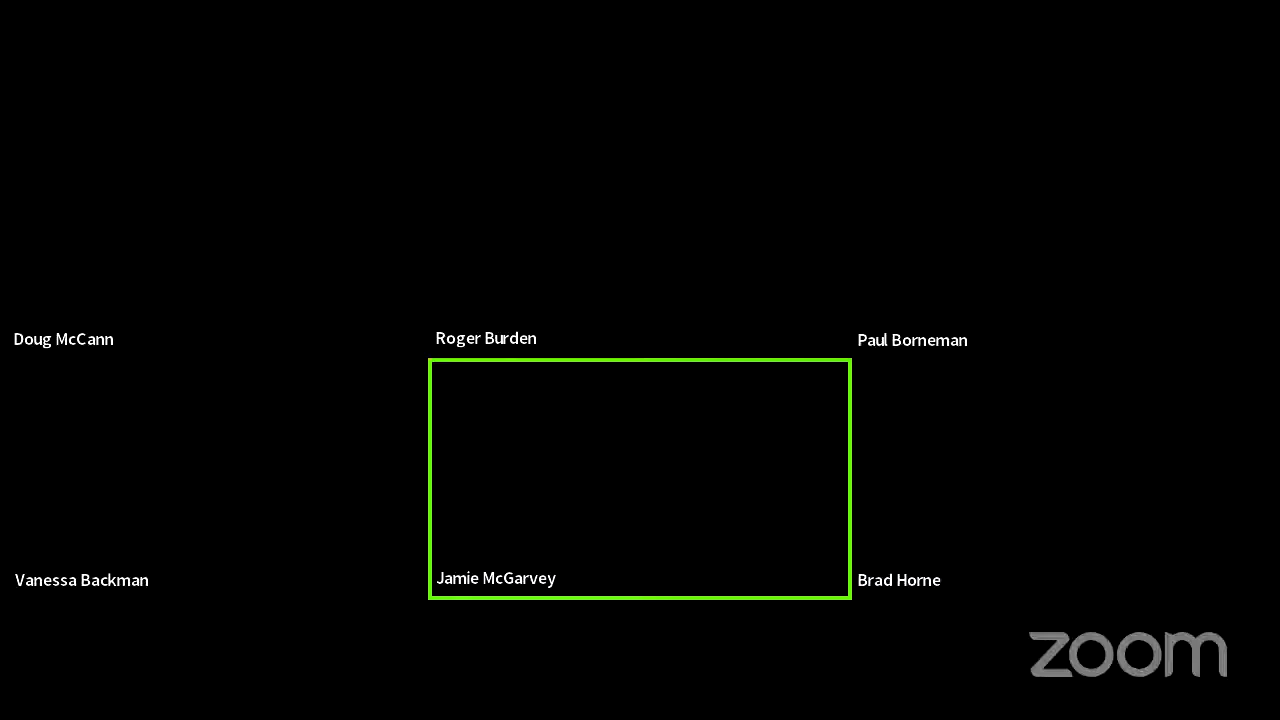 Doug McCann
Roger Burden
Paul Borneman
Vanessa Backman
Jamie McGarvey
Brad Horne
zoom